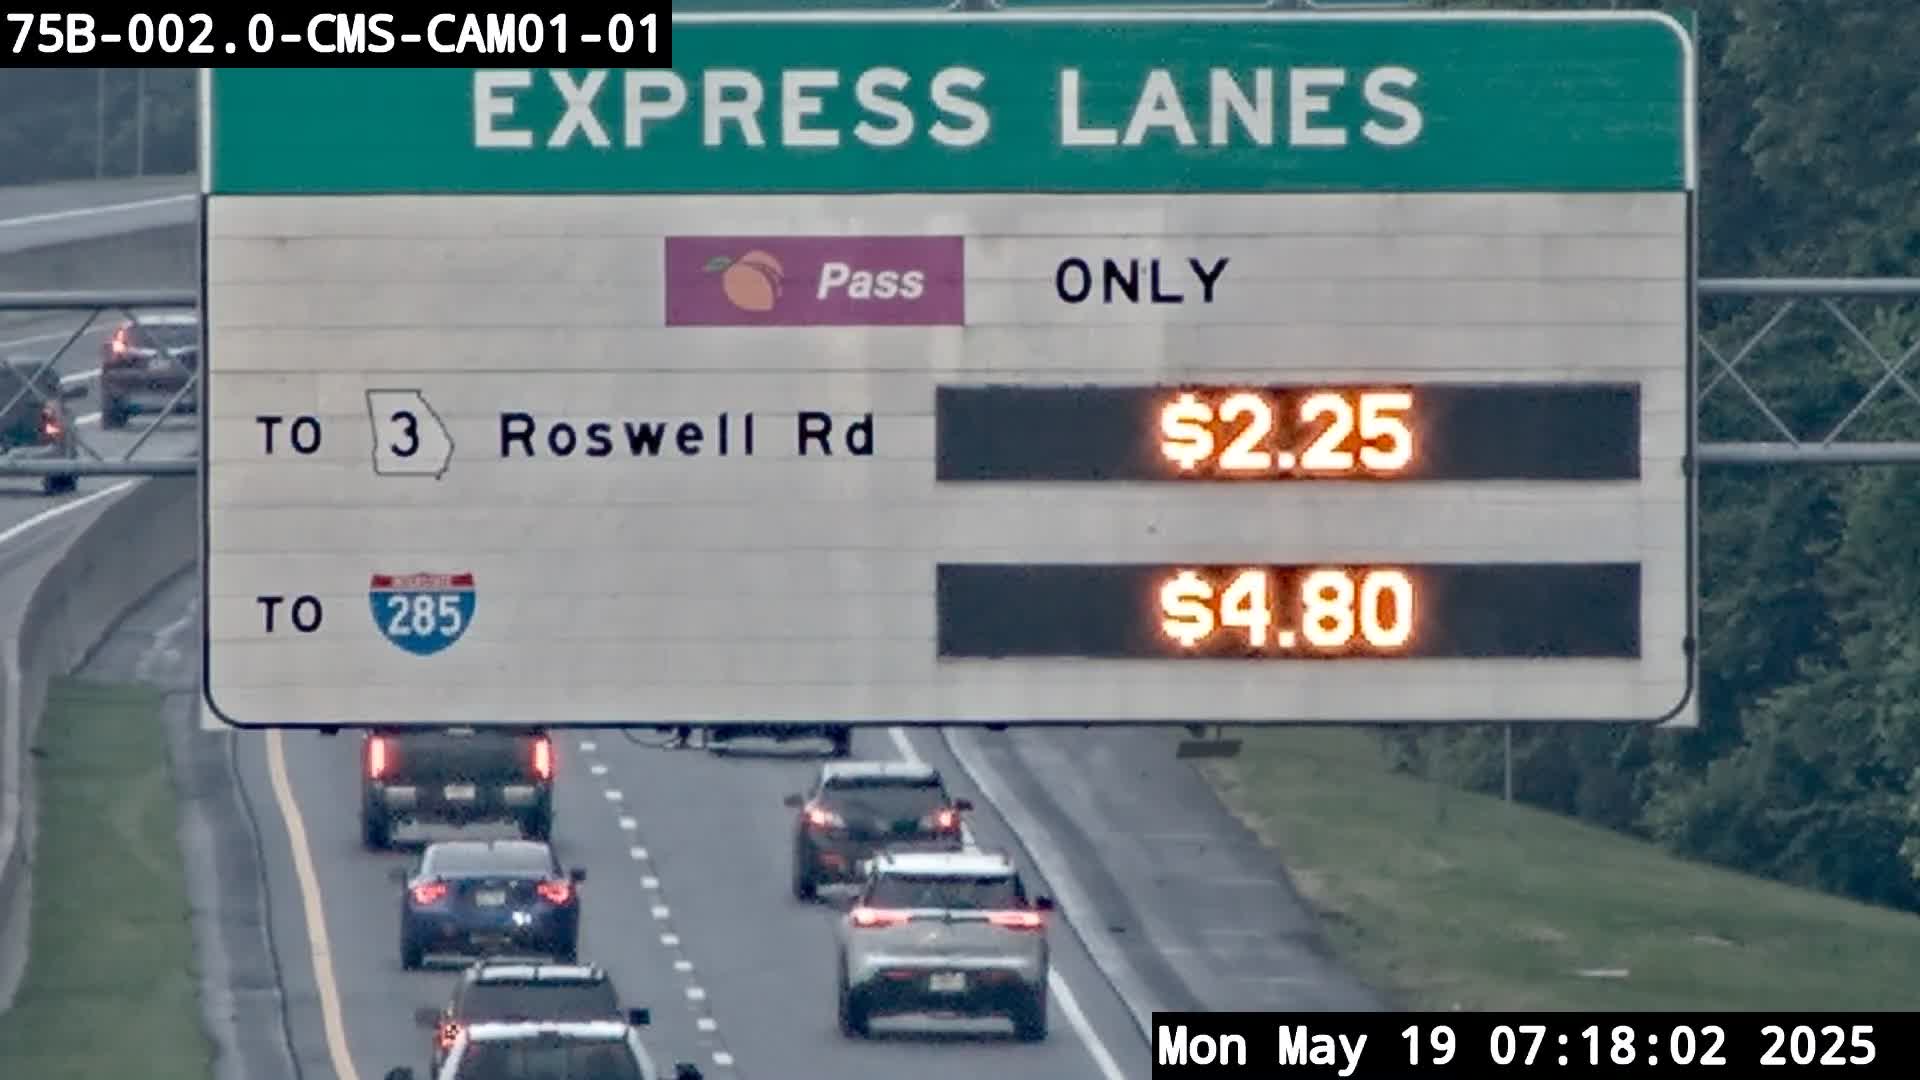 75B-002.0-CMS-CAM01-01
EXPRESS LANES
Pass ONLY
TO 3 Roswell Rd $2.25
TO INTERSTATE 285 $4.80
Mon May 19 07:18:02 2025